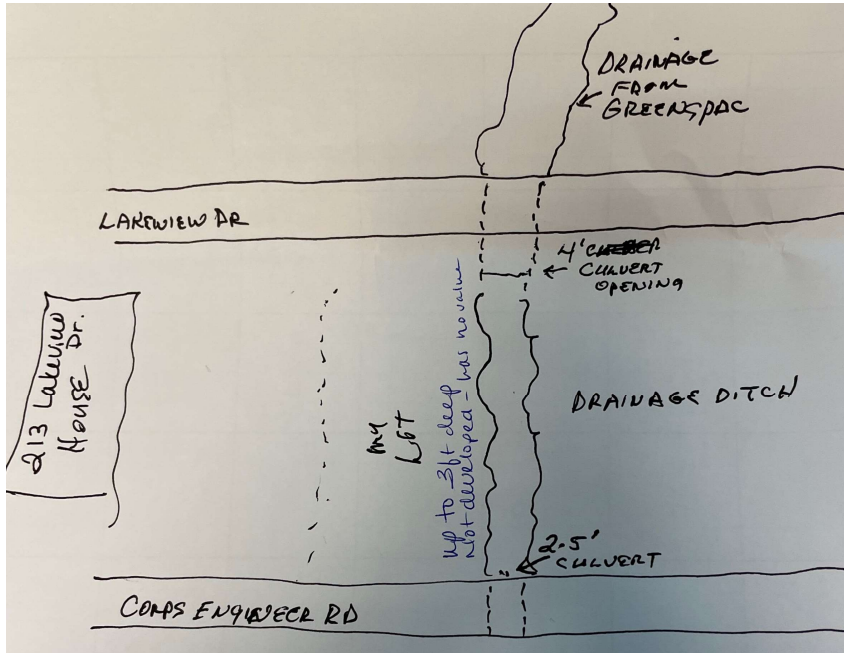 DRAINAGE
FROM
GREENSPAC
LAKEVIEW DR
4'
CULVERT
OPENING
213 Lakeview Dr.
House
my
LOT
up to 3ft deep
Not developed - has no value
DRAINAGE DITCH
2.5'
CULVERT
CORPS ENGINEER RD